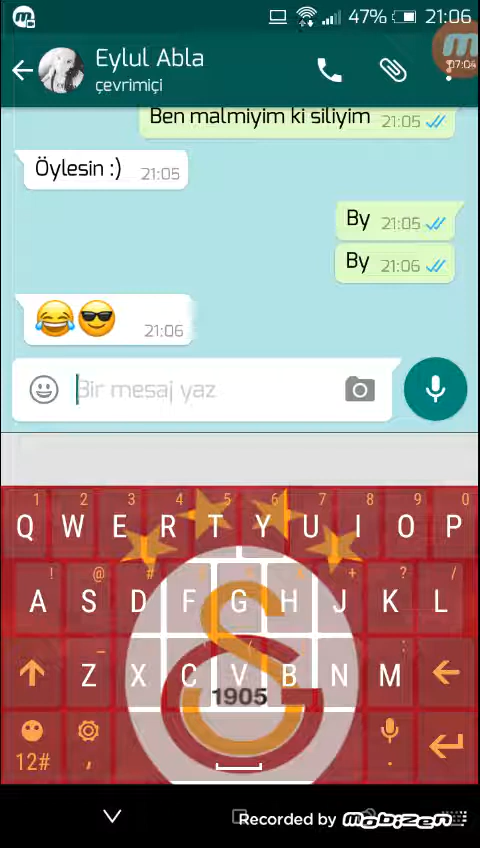 47% 21:06
Eylul Abla
çevrimiçi
07:04
Ben malmiyim ki siliyim 21:05
Öylesin :) 21:05
By 21:05
By 21:06
😂😎 21:06
Bir mesaj yaz
1 2 3 4 5 6 7 8 9 0
Q W E R T Y U I O P
! @ # + ? /
A S D F G H J K L
Z X C V B N M
1905
12# , .
Recorded by Mobizen